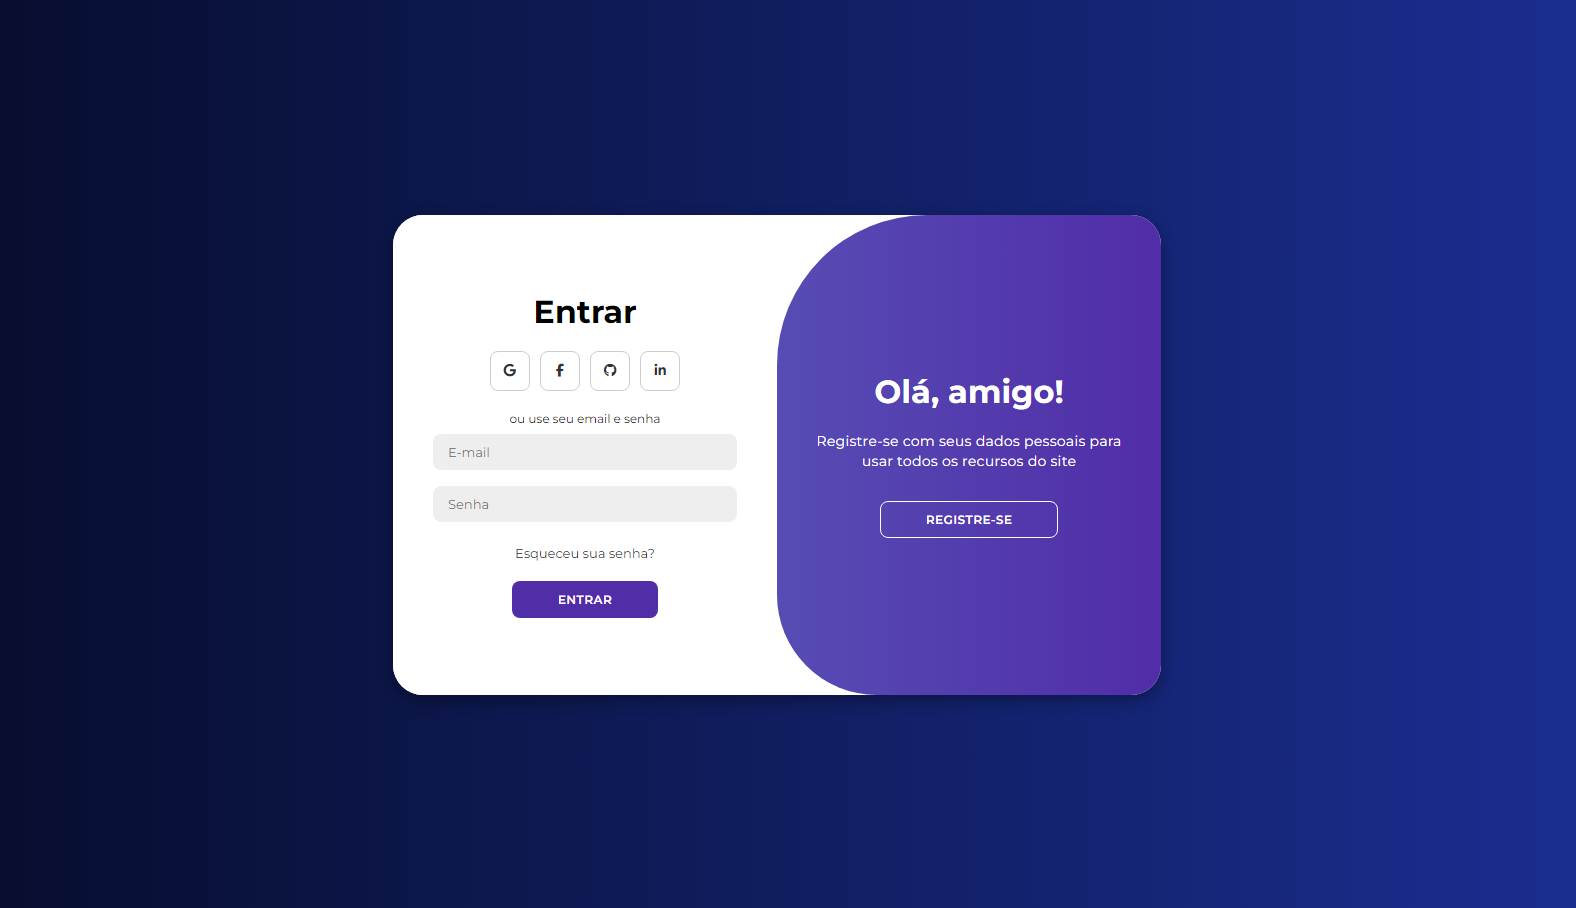 Entrar
ou use seu email e senha
E-mail
Senha
Esqueceu sua senha?
ENTRAR
Olá, amigo!
Registre-se com seus dados pessoais para
usar todos os recursos do site
REGISTRE-SE